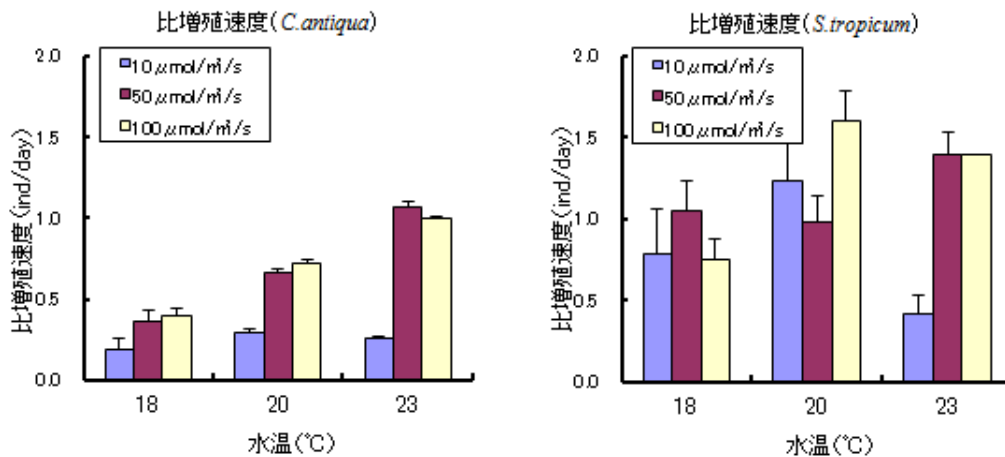 比増殖速度(C.antiqua)
2.0
1.5
1.0
0.5
0.0
比増殖速度(ind/day)
10μmol/㎡/s
50μmol/㎡/s
100μmol/㎡/s
18
20
23
水温(℃)
比増殖速度(S.tropicum)
2.0
1.5
1.0
0.5
0.0
比増殖速度(ind/day)
10μmol/㎡/s
50μmol/㎡/s
100μmol/㎡/s
18
20
23
水温(℃)